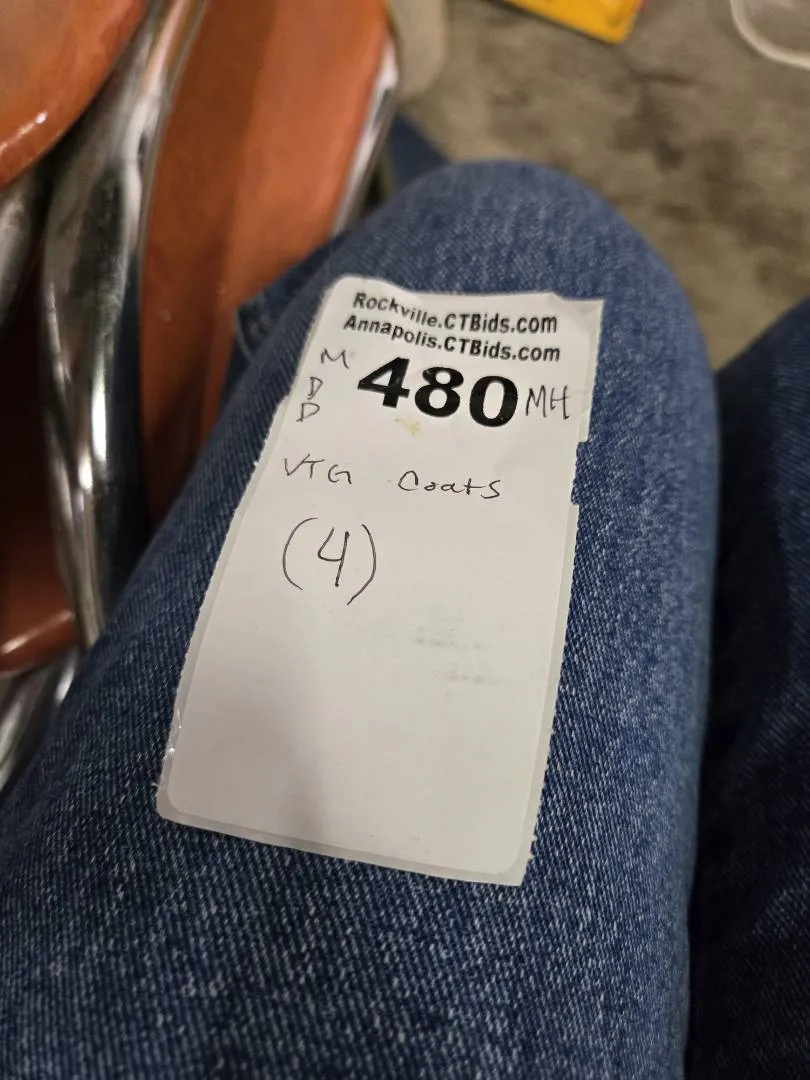 Rockville.CTBids.com
Annapolis.CTBids.com
M
D
D
480 MH
VTG Coats
(4)